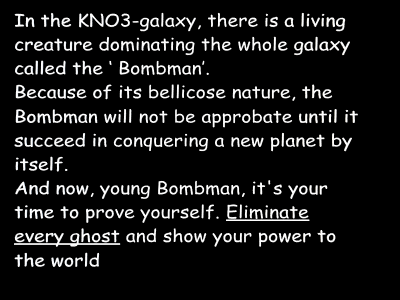 In the KNO3-galaxy, there is a living
creature dominating the whole galaxy
called the ‘ Bombman’.
Because of its bellicose nature, the
Bombman will not be approbate until it
succeed in conquering a new planet by
itself.
And now, young Bombman, it's your
time to prove yourself. Eliminate
every ghost and show your power to
the world